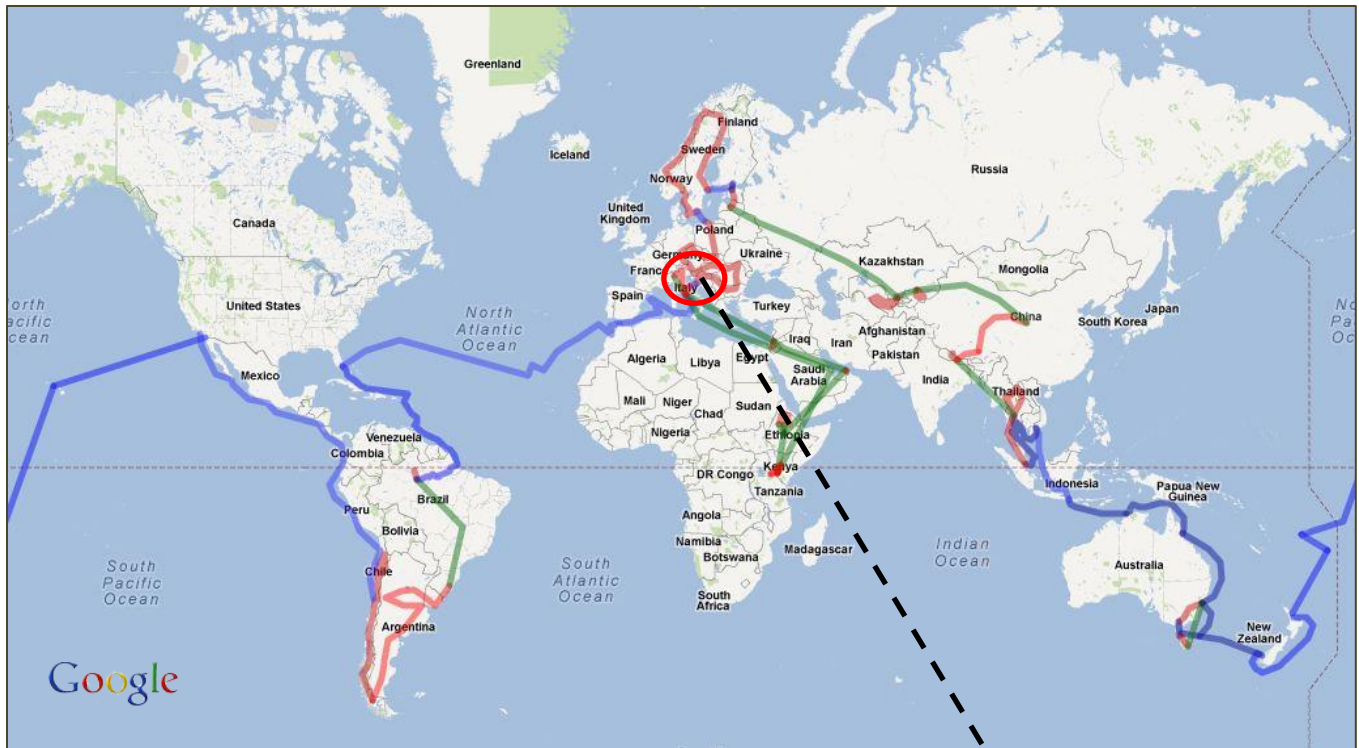 Greenland
Iceland
Finland
Sweden
Norway
Russia
Canada
United
Kingdom
Poland
Germany
Ukraine
Kazakhstan
Mongolia
France
Italy
Spain
Turkey
United States
North
Atlantic
Ocean
North
Pacific
Ocean
China
South Korea
Japan
Afghanistan
Iraq
Iran
Pakistan
Algeria
Libya
Egypt
Saudi
Arabia
India
Mexico
Mali
Niger
Chad
Sudan
Thailand
Nigeria
Ethiopia
Venezuela
Colombia
DR Congo
Kenya
Tanzania
Indonesia
Papua New
Guinea
Brazil
Peru
Bolivia
Angola
Namibia
Botswana
Madagascar
Indian
Ocean
South
Pacific
Ocean
Chile
South
Atlantic
Ocean
South
Africa
Australia
Argentina
New
Zealand
Google